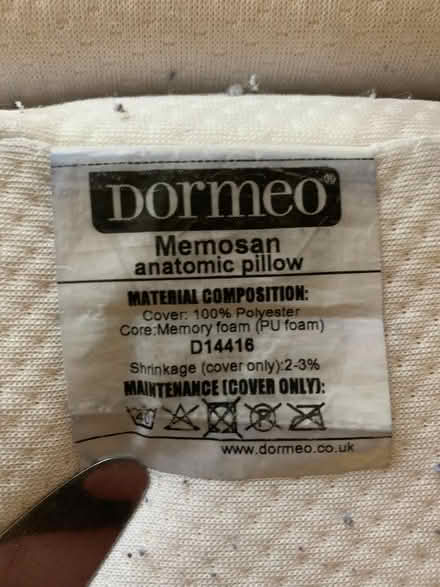 Dormeo®
Memosan
anatomic pillow
MATERIAL COMPOSITION:
Cover: 100% Polyester
Core:Memory foam (PU foam)
D14416
Shrinkage (cover only):2-3%
MAINTENANCE (COVER ONLY):
40 P
www.dormeo.co.uk